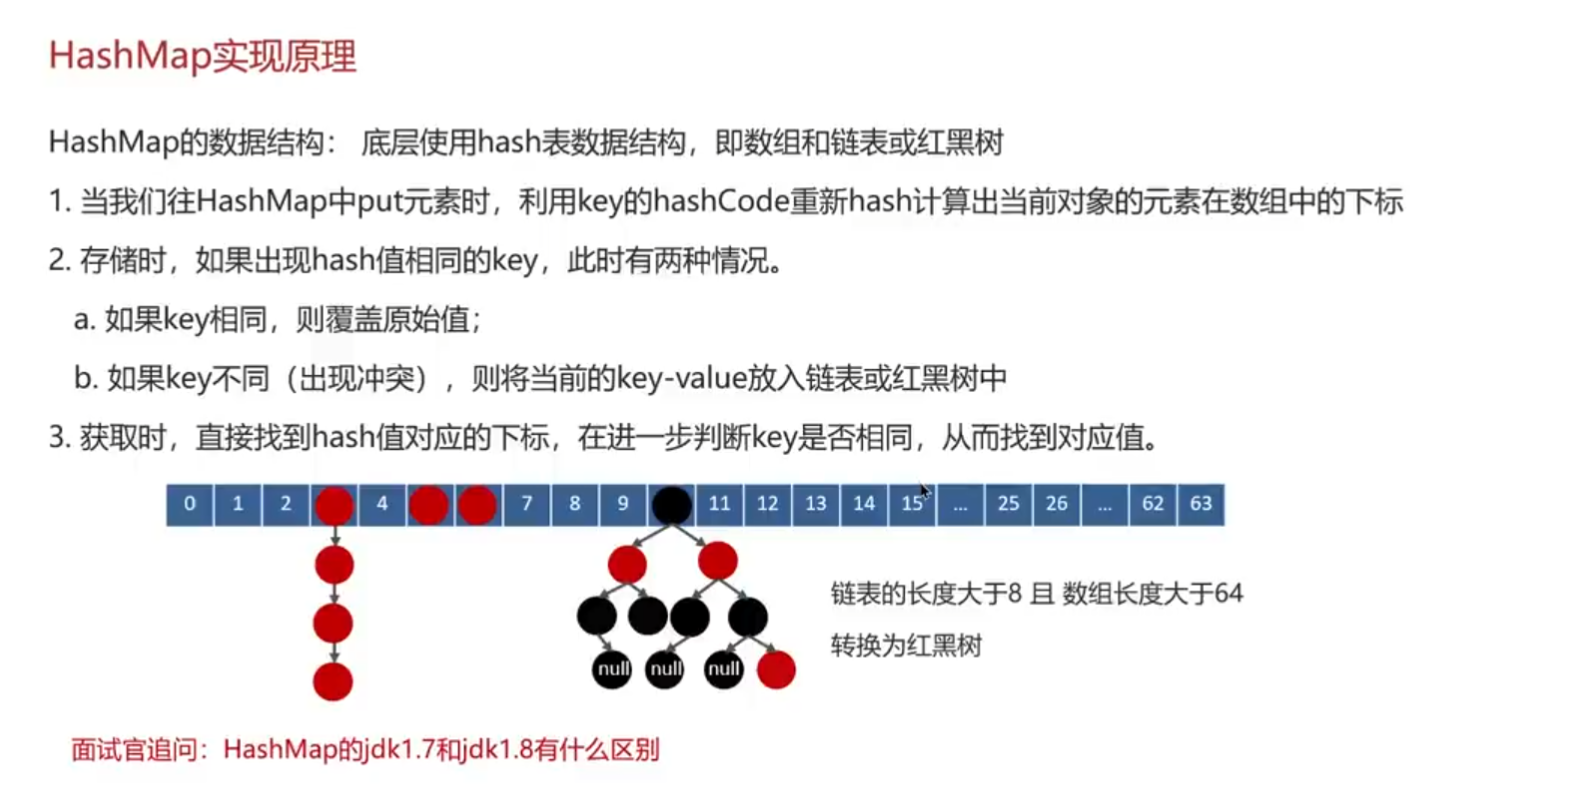 HashMap实现原理
HashMap的数据结构： 底层使用hash表数据结构，即数组和链表或红黑树
1. 当我们往HashMap中put元素时，利用key的hashCode重新hash计算出当前对象的元素在数组中的下标
2. 存储时，如果出现hash值相同的key，此时有两种情况。
a. 如果key相同，则覆盖原始值；
b. 如果key不同（出现冲突），则将当前的key-value放入链表或红黑树中
3. 获取时，直接找到hash值对应的下标，在进一步判断key是否相同，从而找到对应值。
0 1 2 4 7 8 9 11 12 13 14 15 ... 25 26 ... 62 63
链表的长度大于8 且 数组长度大于64
转换为红黑树
null null null
面试官追问：HashMap的jdk1.7和jdk1.8有什么区别